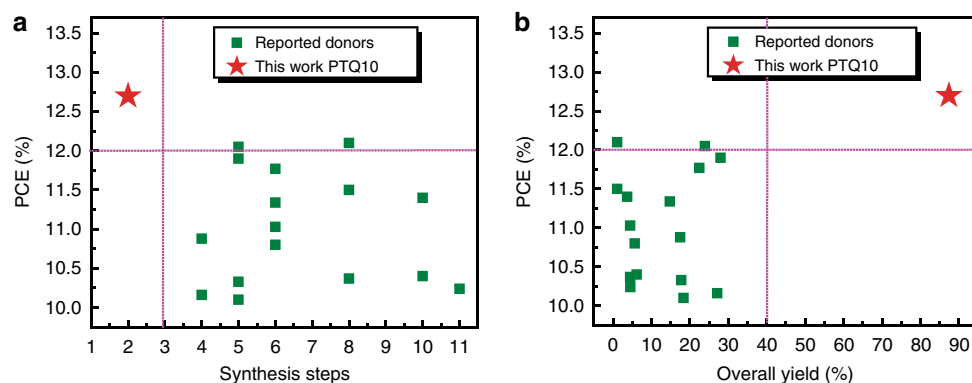 a
13.5
13.0
12.5
12.0
11.5
11.0
10.5
10.0
PCE (%)
Reported donors
This work PTQ10
1 2 3 4 5 6 7 8 9 10 11
Synthesis steps
b
13.5
13.0
12.5
12.0
11.5
11.0
10.5
10.0
PCE (%)
Reported donors
This work PTQ10
0 10 20 30 40 50 60 70 80 90
Overall yield (%)